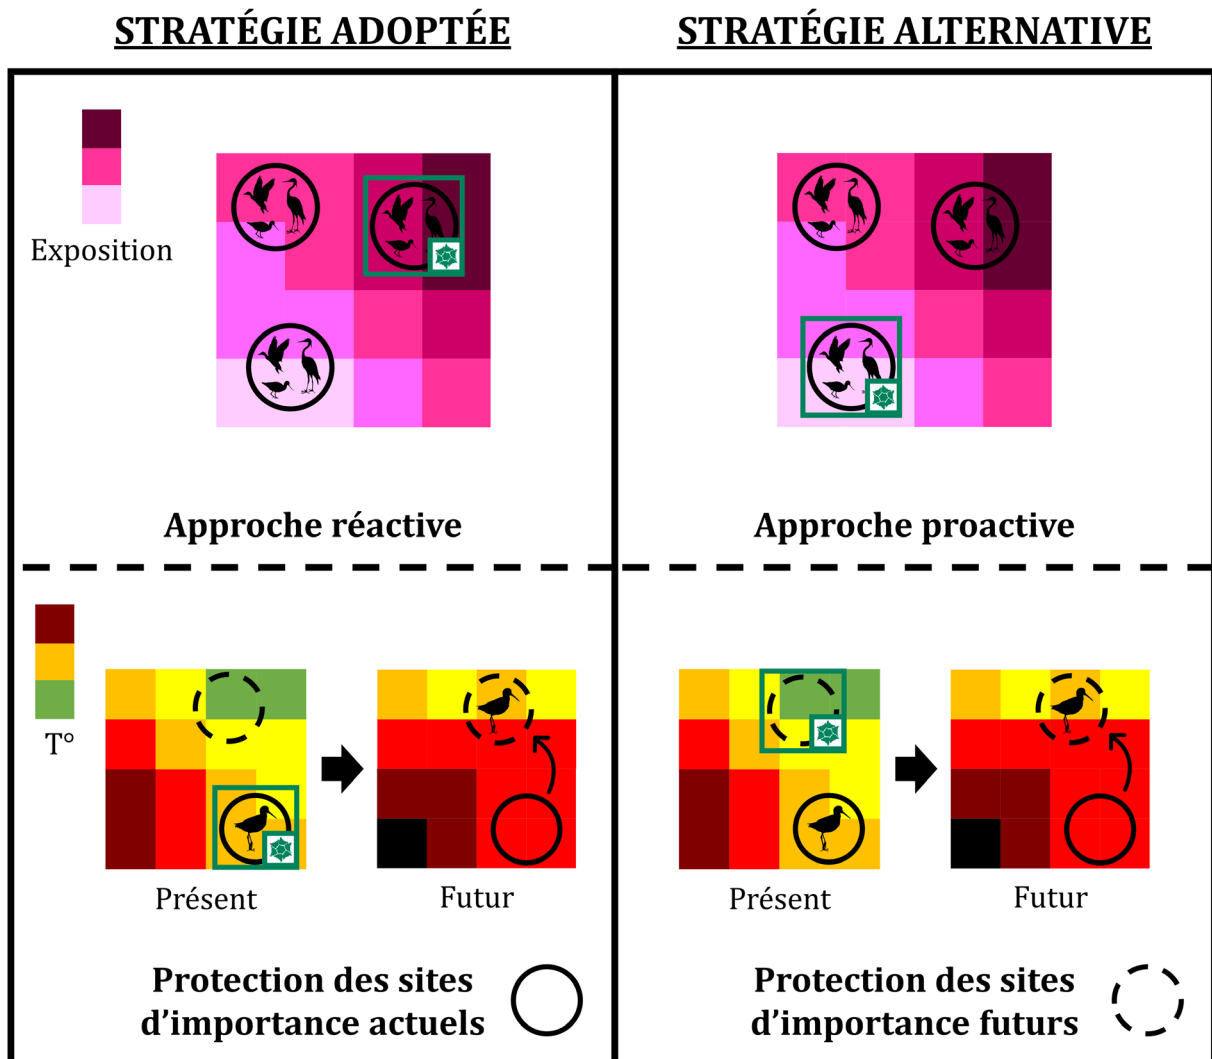 STRATÉGIE ADOPTÉE
STRATÉGIE ALTERNATIVE
Exposition
Approche réactive
Approche proactive
T°
Présent
Futur
Présent
Futur
Protection des sites
d'importance actuels
Protection des sites
d'importance futurs